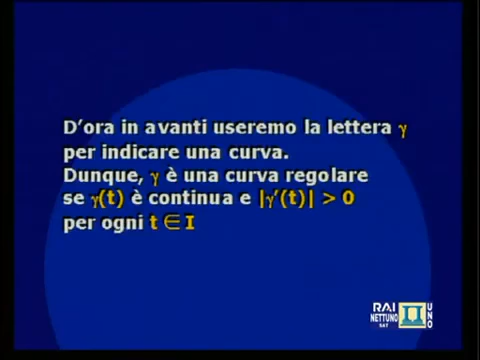 D'ora in avanti useremo la lettera γ
per indicare una curva.
Dunque, γ è una curva regolare
se γ(t) è continua e |γ'(t)| > 0
per ogni t ∈ I
RAI
NETTUNO
SAT
UNO